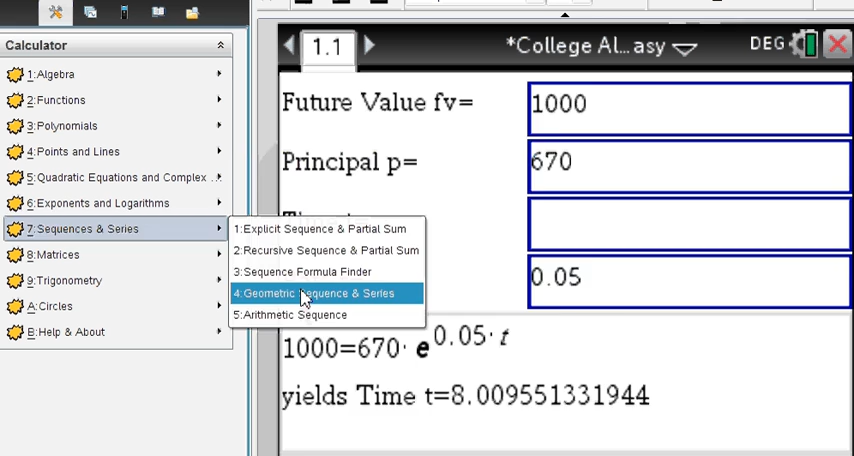 Calculator
1:Algebra
2:Functions
3:Polynomials
4:Points and Lines
5:Quadratic Equations and Complex ...
6:Exponents and Logarithms
7:Sequences & Series
8:Matrices
9:Trigonometry
A:Circles
B:Help & About
1:Explicit Sequence & Partial Sum
2:Recursive Sequence & Partial Sum
3:Sequence Formula Finder
4:Geometric Sequence & Series
5:Arithmetic Sequence
1.1 *College Al...asy DEG
Future Value fv= 1000
Principal p= 670
Time t=
0.05
1000=670· e^0.05· t
yields Time t=8.009551331944